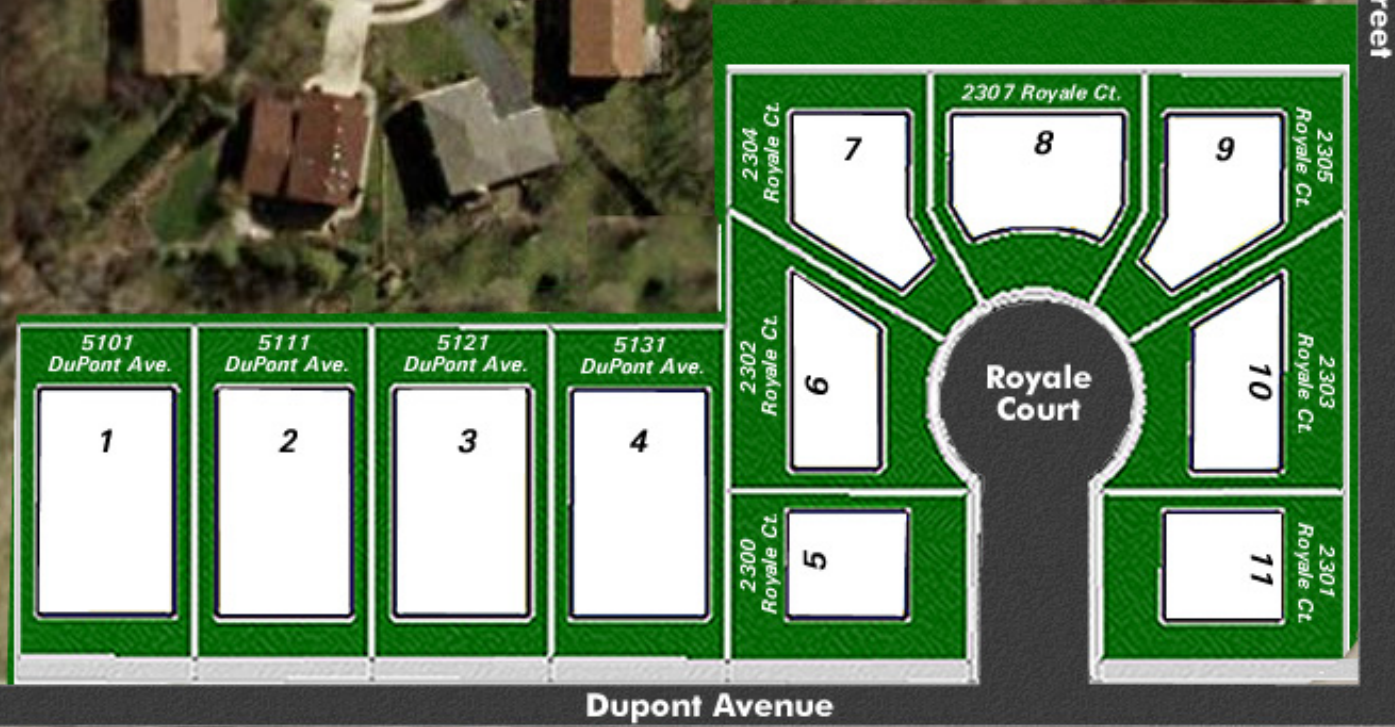 reet
2307 Royale Ct.
2304
Royale Ct.
7
8
9
2305
Royale Ct.
5101
DuPont Ave.
5111
DuPont Ave.
5121
DuPont Ave.
5131
DuPont Ave.
1
2
3
4
2302
Royale Ct.
6
Royale
Court
10
2303
Royale Ct.
2300
Royale Ct.
5
11
2301
Royale Ct.
Dupont Avenue